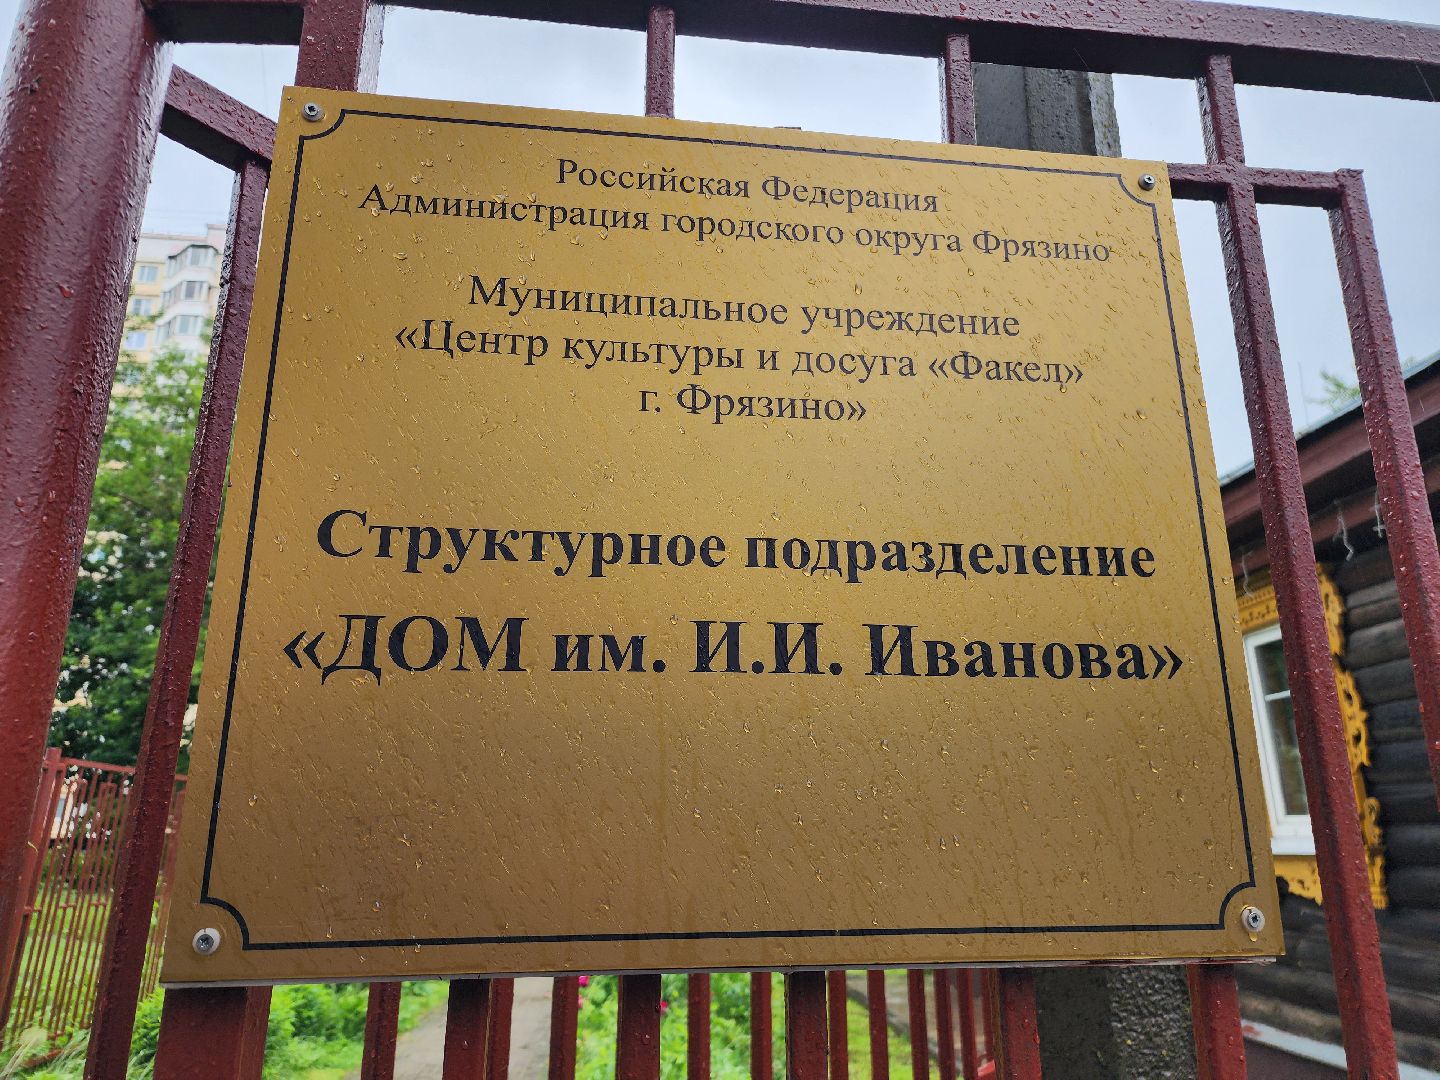 Российская Федерация
Администрация городского округа Фрязино
Муниципальное учреждение
«Центр культуры и досуга «Факел»
г. Фрязино»
Структурное подразделение
«ДОМ им. И.И. Иванова»